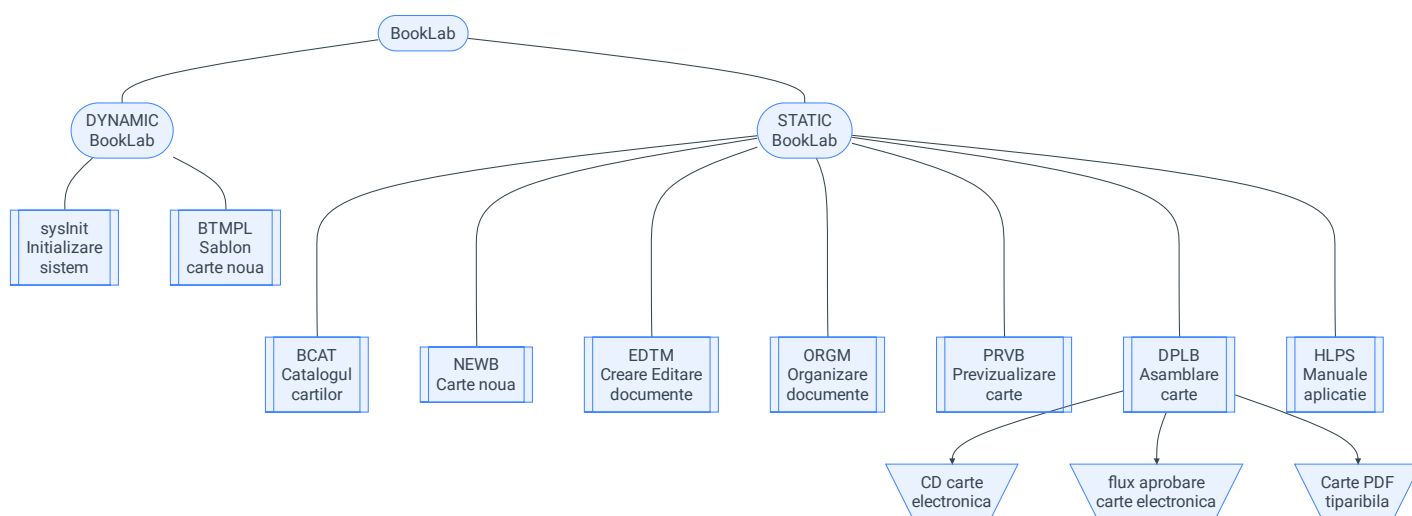 BookLab
DYNAMIC
BookLab
STATIC
BookLab
sysInit
Initializare
sistem
BTMPL
Sablon
carte noua
BCAT
Catalogul
cartilor
NEWB
Carte noua
EDTM
Creare Editare
documente
ORGM
Organizare
documente
PRVB
Previzualizare
carte
DPLB
Asamblare
carte
HLPS
Manuale
aplicatie
CD carte
electronica
flux aprobare
carte electronica
Carte PDF
tiparibila